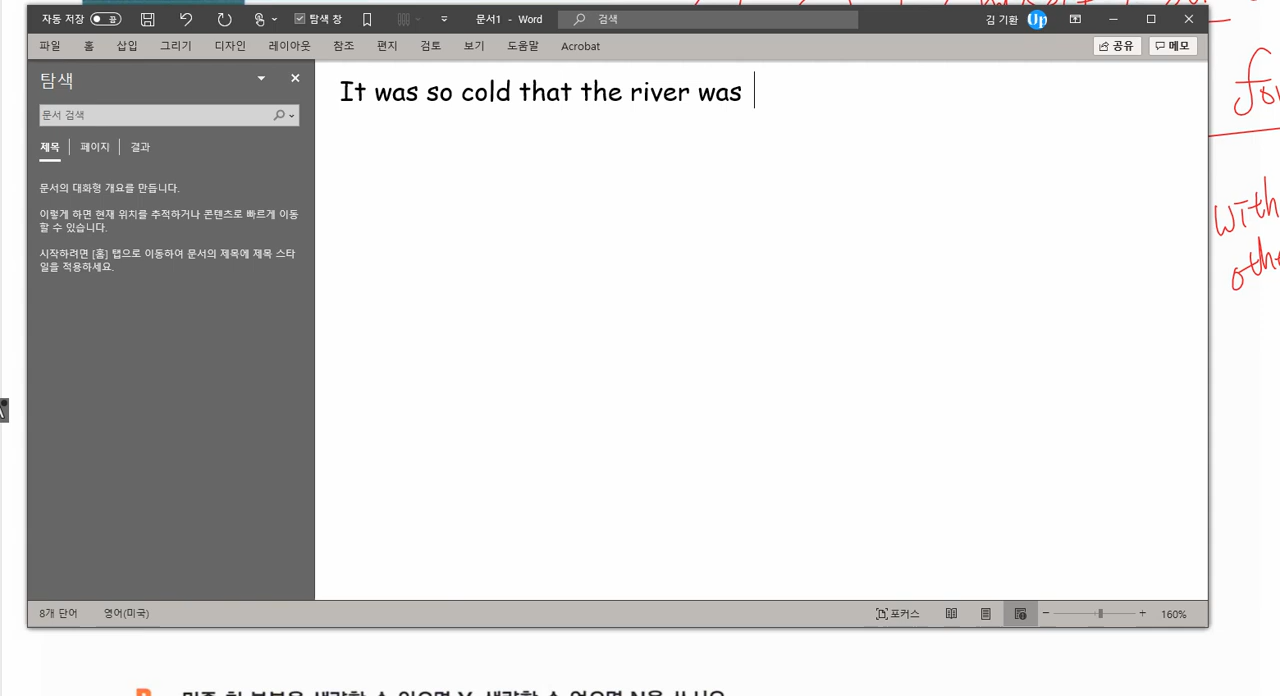 자동 저장 탐색 창 문서1 - Word 검색 김 기환 Up
파일 홈 삽입 그리기 디자인 레이아웃 참조 편지 검토 보기 도움말 Acrobat 공유 메모
탐색
문서 검색
제목 페이지 결과
문서의 대화형 개요를 만듭니다.
이렇게 하면 현재 위치를 추적하거나 콘텐츠로 빠르게 이동
할 수 있습니다.
시작하려면 [홈] 탭으로 이동하여 문서의 제목에 제목 스타
일을 적용하세요.
It was so cold that the river was
8개 단어 영어(미국) 포커스 160%